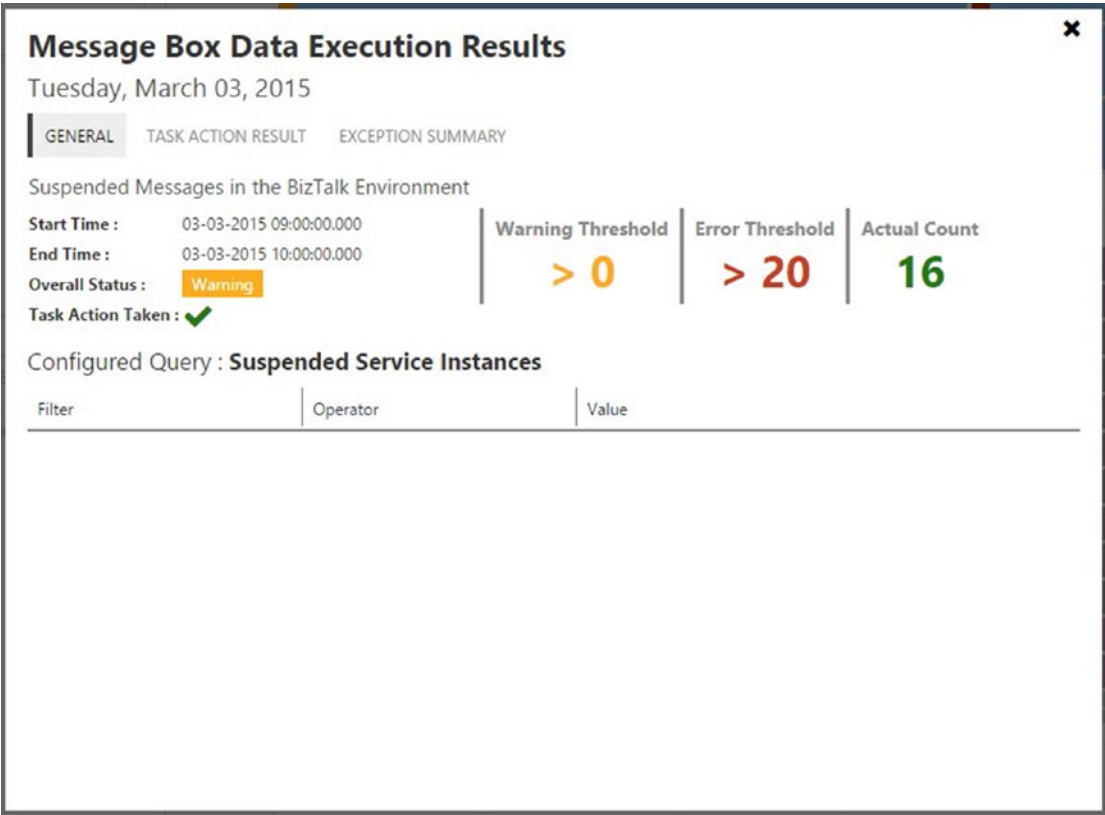 Message Box Data Execution Results
Tuesday, March 03, 2015
GENERAL TASK ACTION RESULT EXCEPTION SUMMARY
Suspended Messages in the BizTalk Environment
Start Time : 03-03-2015 09:00:00.000
End Time : 03-03-2015 10:00:00.000
Overall Status : Warning
Task Action Taken :
Warning Threshold Error Threshold Actual Count
> 0 > 20 16
Configured Query : Suspended Service Instances
Filter Operator Value